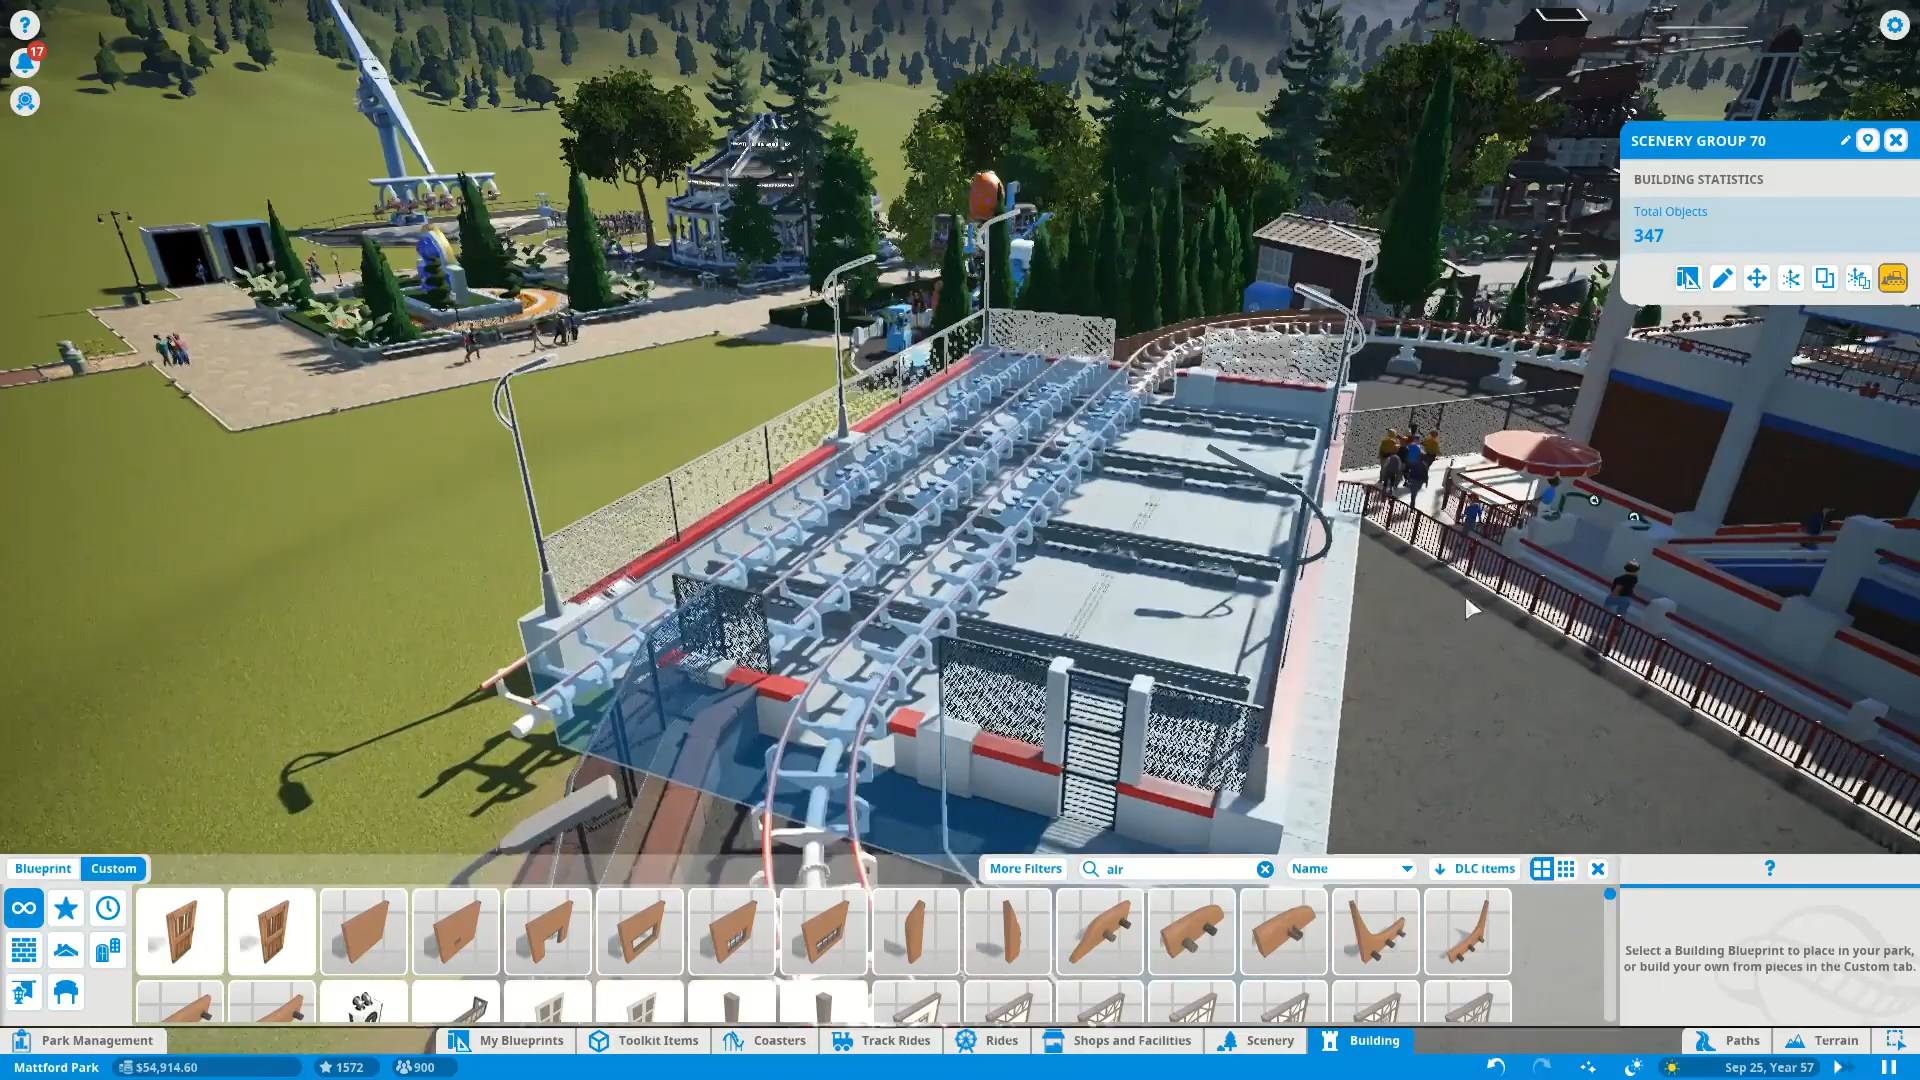 ?
17
SCENERY GROUP 70
BUILDING STATISTICS
Total Objects
347
Blueprint
Custom
More Filters
air
Name
DLC items
?
Select a Building Blueprint to place in your park,
or build your own from pieces in the Custom tab.
Park Management
My Blueprints
Toolkit Items
Coasters
Track Rides
Rides
Shops and Facilities
Scenery
Building
Paths
Terrain
Mattford Park
$54,914.60
1572
900
Sep 25, Year 57